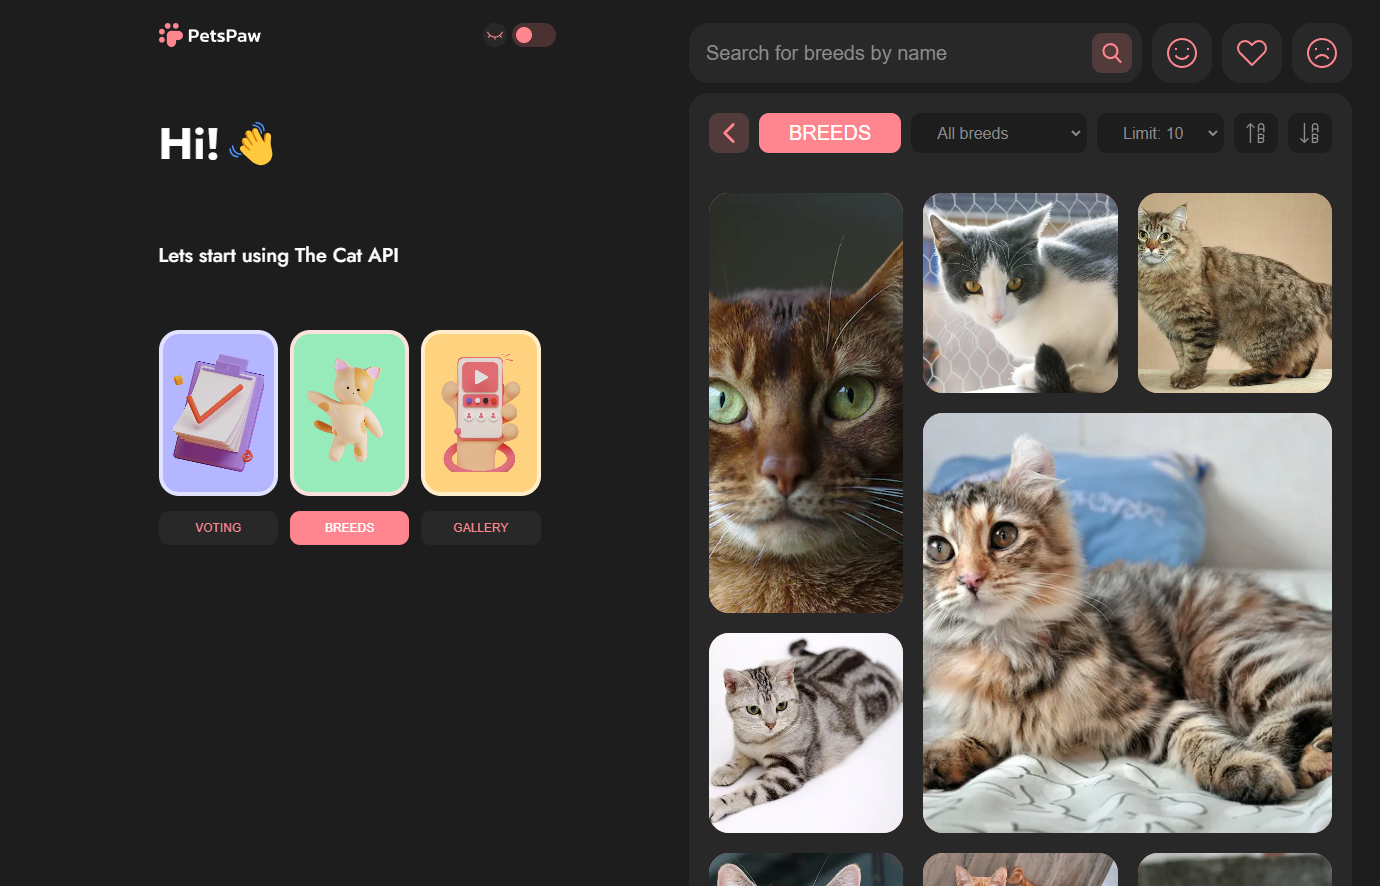 PetsPaw
Hi!
Lets start using The Cat API
VOTING
BREEDS
GALLERY
Search for breeds by name
BREEDS
All breeds
Limit: 10
A
B
A
B